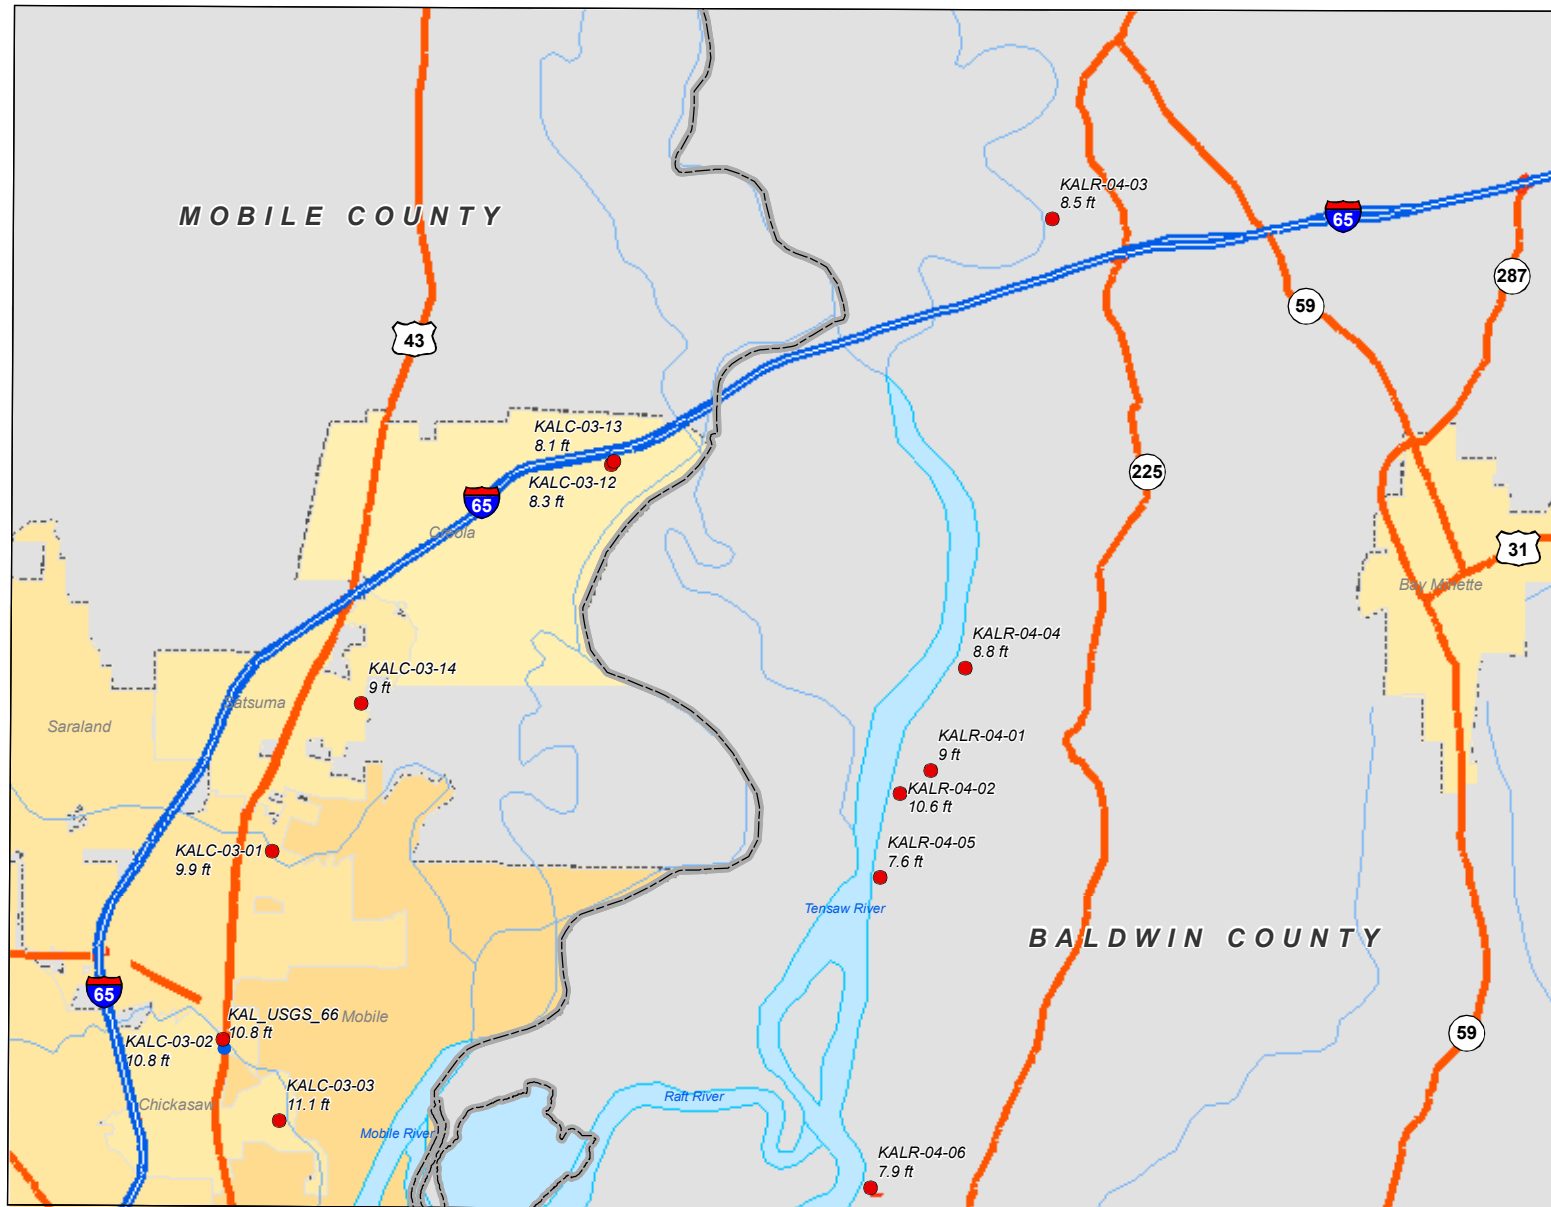 KALR-04-03
8.5 ft
MOBILE COUNTY
65
287
59
43
KALC-03-13
8.1 ft
225
KALC-03-12
8.3 ft
65
Creola
31
Bay Minette
KALR-04-04
8.8 ft
KALC-03-14
9 ft
Satsuma
Saraland
KALR-04-01
9 ft
KALR-04-02
10.6 ft
KALC-03-01
9.9 ft
KALR-04-05
7.6 ft
Tensaw River
BALDWIN COUNTY
65
KAL_USGS_66
10.8 ft
Mobile
KALC-03-02
10.8 ft
59
KALC-03-03
11.1 ft
Chickasaw
Raft River
Mobile River
KALR-04-06
7.9 ft